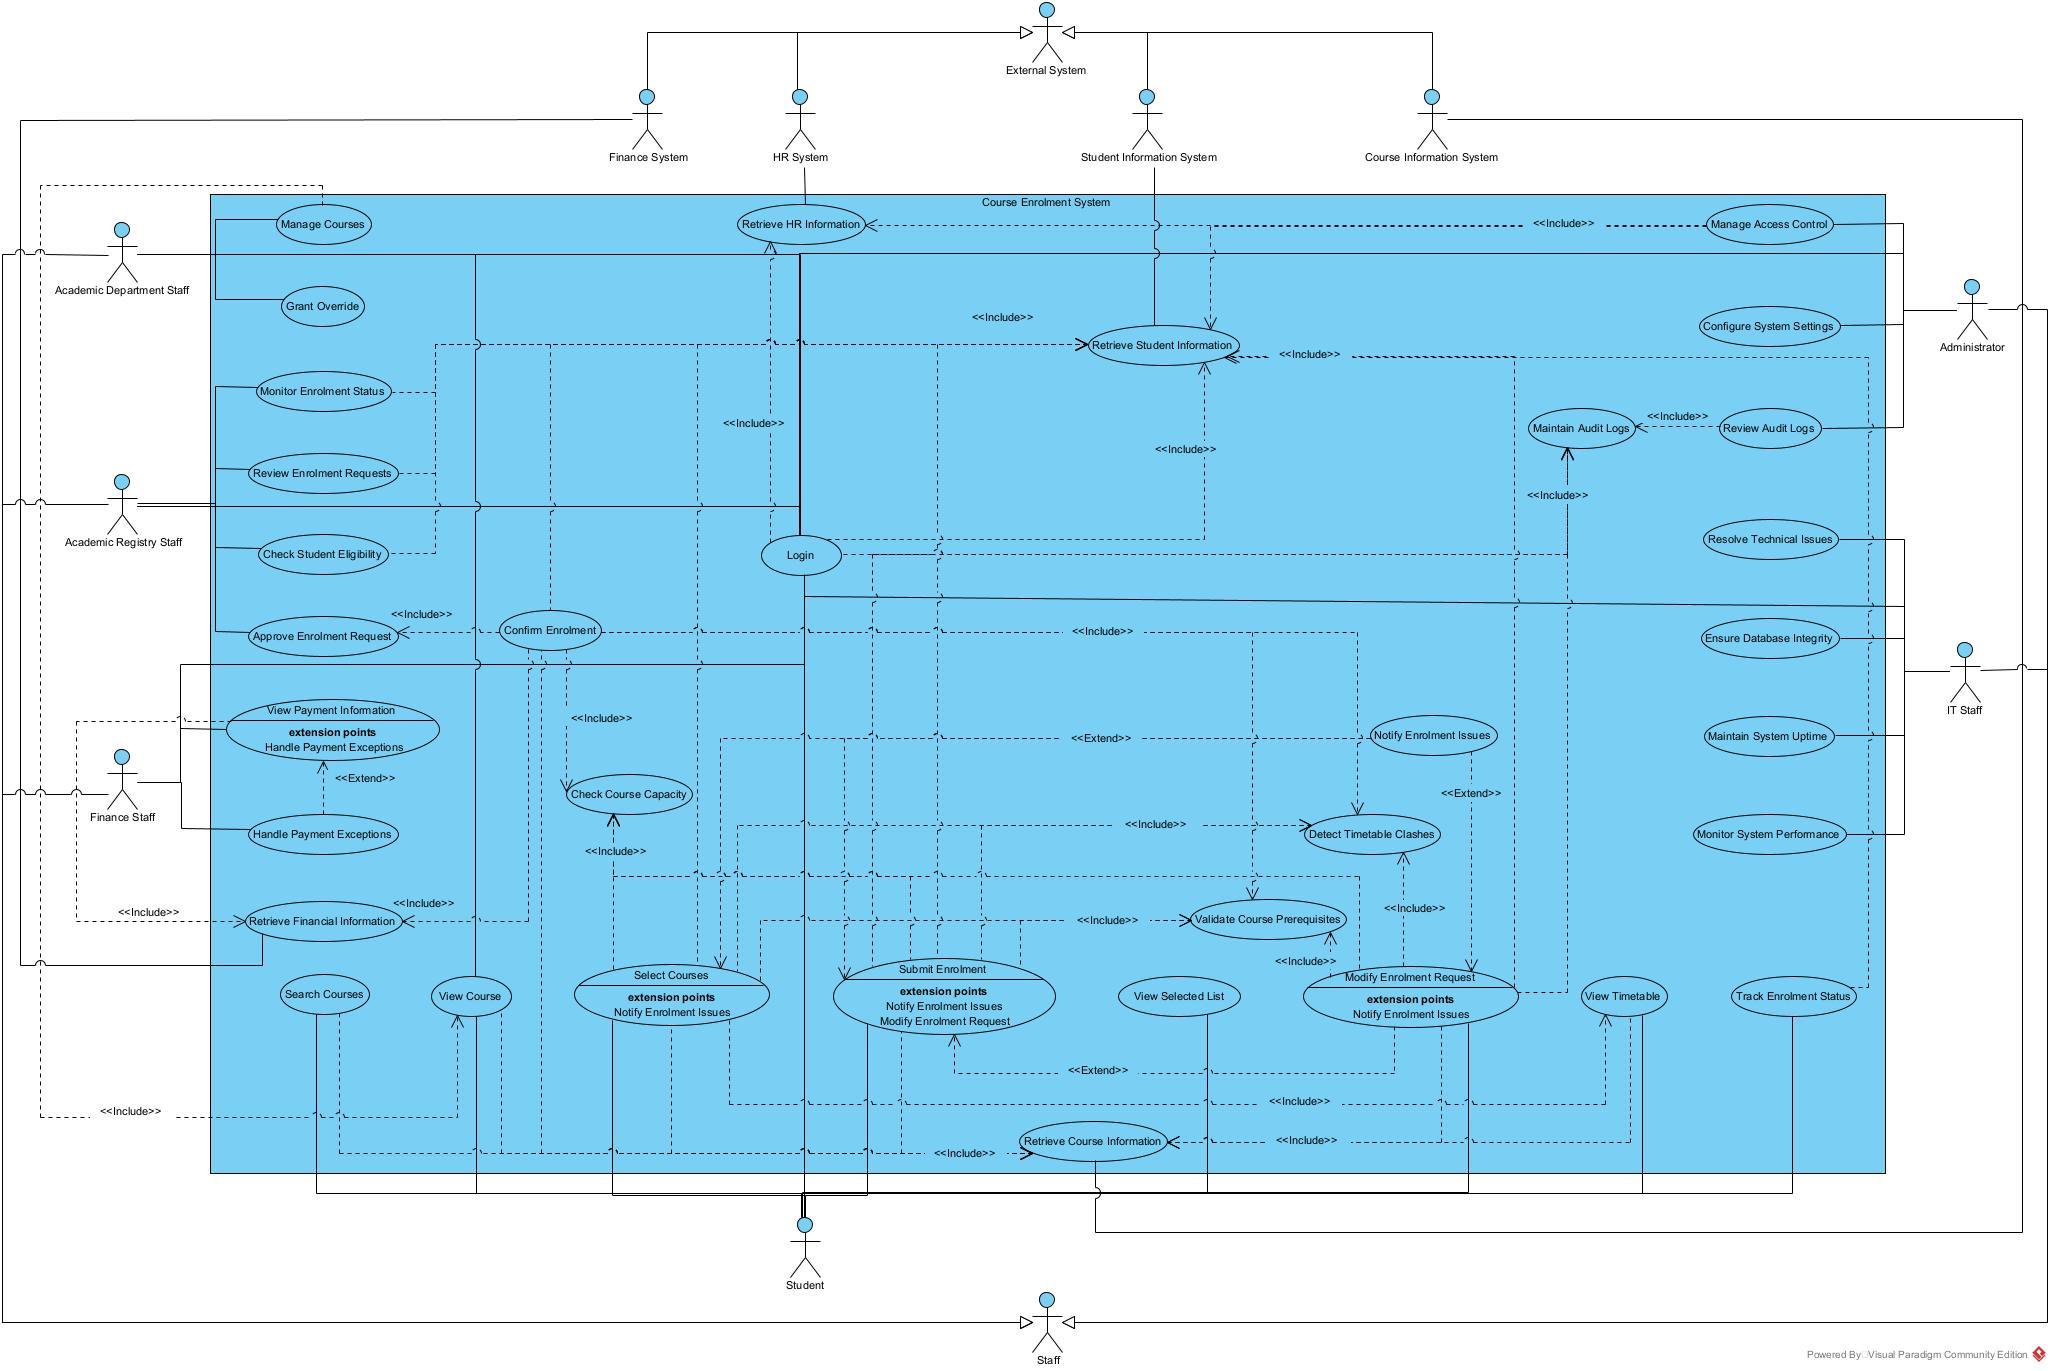 External System
Finance System
HR System
Student Information System
Course Information System
Course Enrolment System
Manage Courses
Retrieve HR Information
<<Include>>
Manage Access Control
Academic Department Staff
Grant Override
<<Include>>
Retrieve Student Information
<<Include>>
Configure System Settings
Administrator
Monitor Enrolment Status
<<Include>>
<<Include>>
Maintain Audit Logs
<<Include>>
Review Audit Logs
Review Enrolment Requests
<<Include>>
Academic Registry Staff
Check Student Eligibility
Login
Resolve Technical Issues
<<Include>>
Approve Enrolment Request
Confirm Enrolment
<<Include>>
Ensure Database Integrity
IT Staff
View Payment Information
extension points
Handle Payment Exceptions
<<Include>>
<<Extend>>
Notify Enrolment Issues
Maintain System Uptime
<<Extend>>
Check Course Capacity
<<Extend>>
Finance Staff
Handle Payment Exceptions
<<Include>>
<<Include>>
Detect Timetable Clashes
Monitor System Performance
<<Include>>
<<Include>>
Retrieve Financial Information
<<Include>>
<<Include>>
Validate Course Prerequisites
<<Include>>
<<Include>>
Search Courses
View Course
Select Courses
extension points
Notify Enrolment Issues
Submit Enrolment
extension points
Notify Enrolment Issues
Modify Enrolment Request
View Selected List
Modify Enrolment Request
extension points
Notify Enrolment Issues
View Timetable
Track Enrolment Status
<<Extend>>
<<Include>>
<<Include>>
Retrieve Course Information
<<Include>>
<<Include>>
Student
Staff
Powered By Visual Paradigm Community Edition